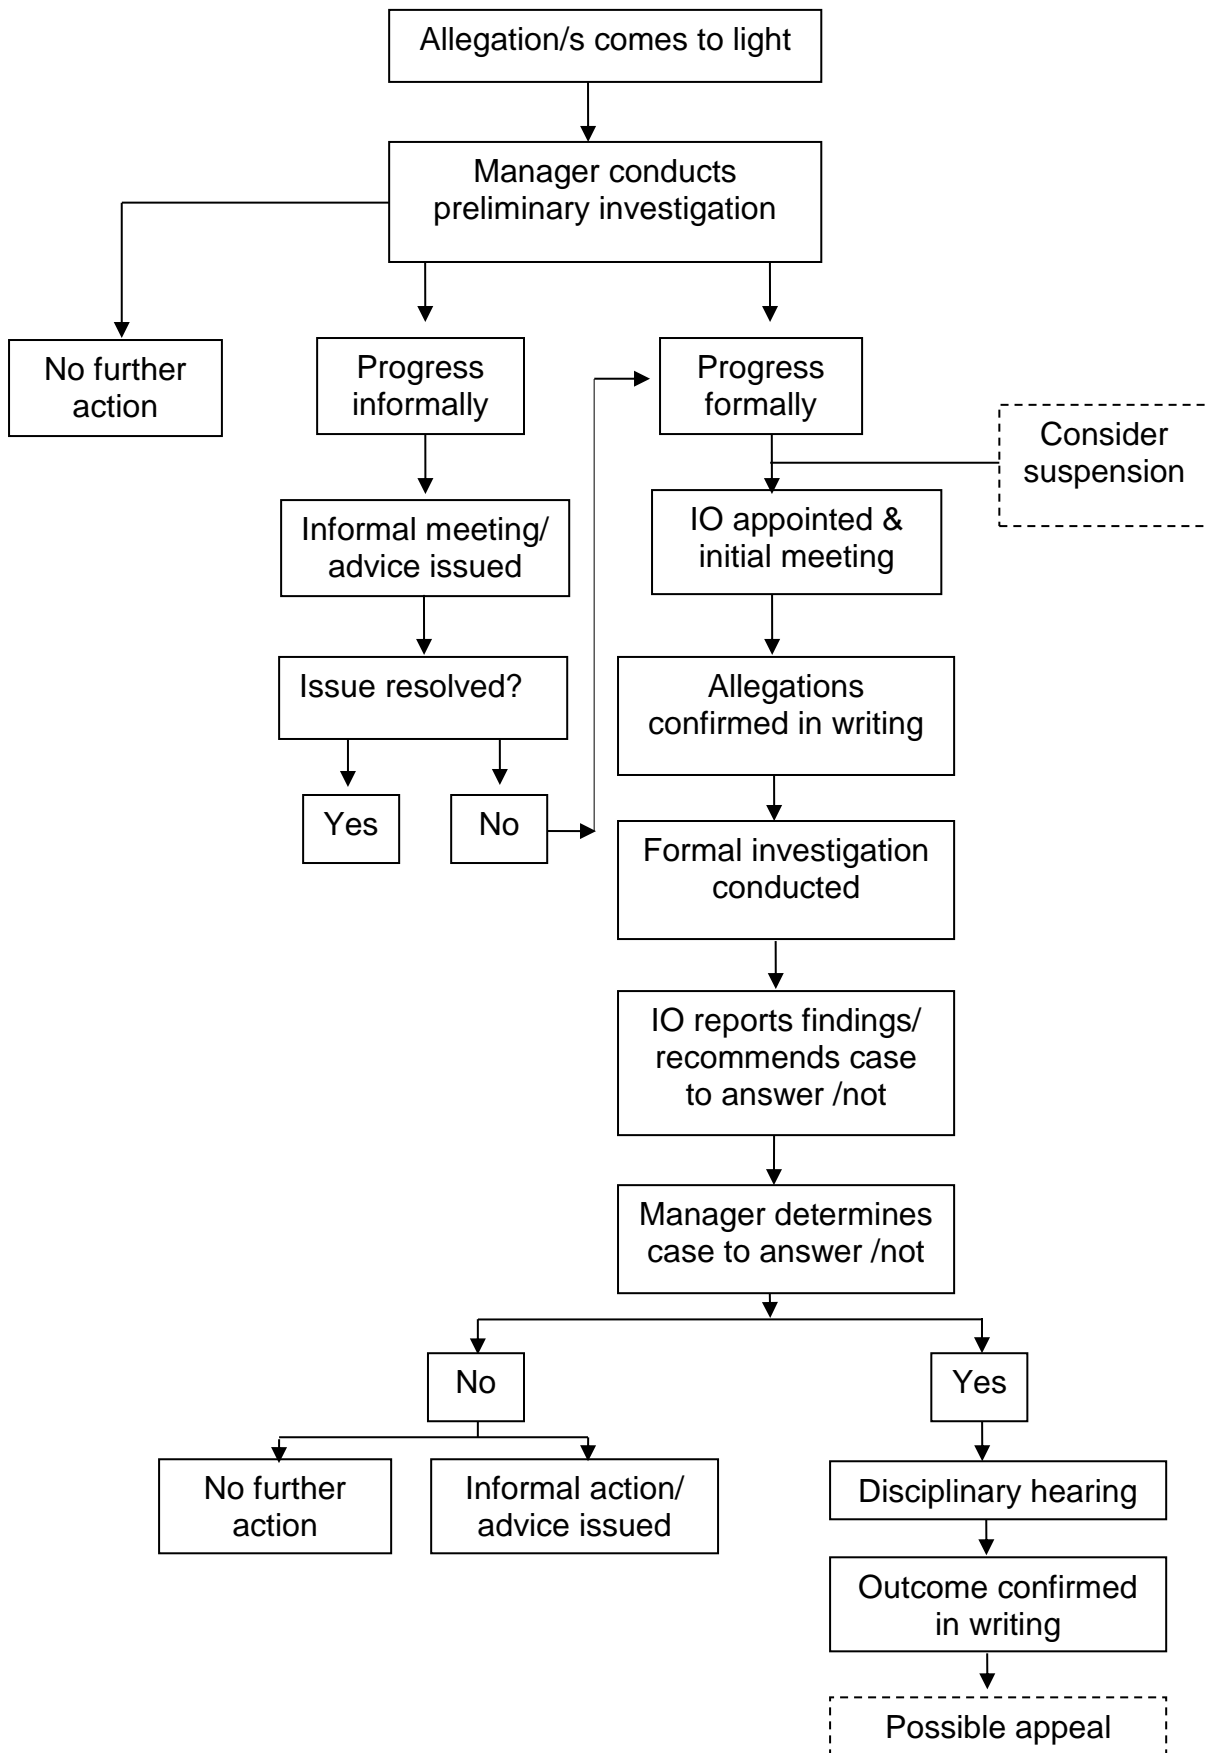 Allegation/s comes to light
Manager conducts
preliminary investigation
No further
action
Progress
informally
Progress
formally
Consider
suspension
Informal meeting/
advice issued
IO appointed &
initial meeting
Issue resolved?
Allegations
confirmed in writing
Yes
No
Formal investigation
conducted
IO reports findings/
recommends case
to answer /not
Manager determines
case to answer /not
No
Yes
No further
action
Informal action/
advice issued
Disciplinary hearing
Outcome confirmed
in writing
Possible appeal